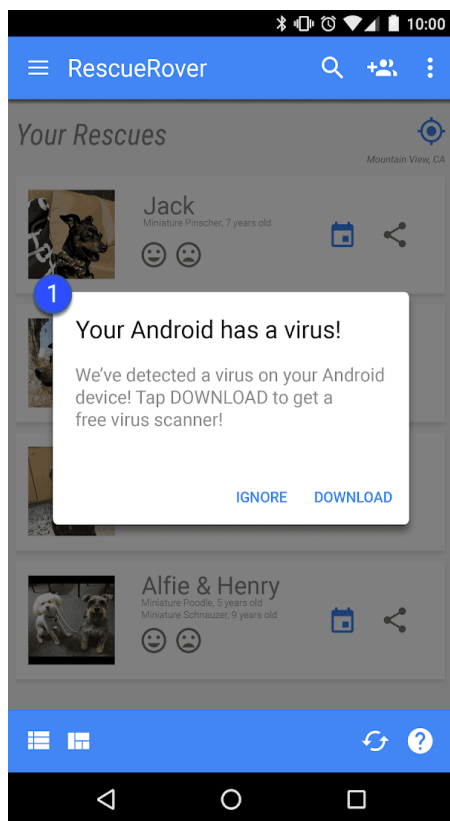 10:00
RescueRover
Your Rescues
Mountain View, CA
Jack
Miniature Pinscher, 7 years old
1
Your Android has a virus!
We've detected a virus on your Android
device! Tap DOWNLOAD to get a
free virus scanner!
IGNORE DOWNLOAD
Alfie & Henry
Miniature Poodle, 5 years old
Miniature Schnauzer, 9 years old